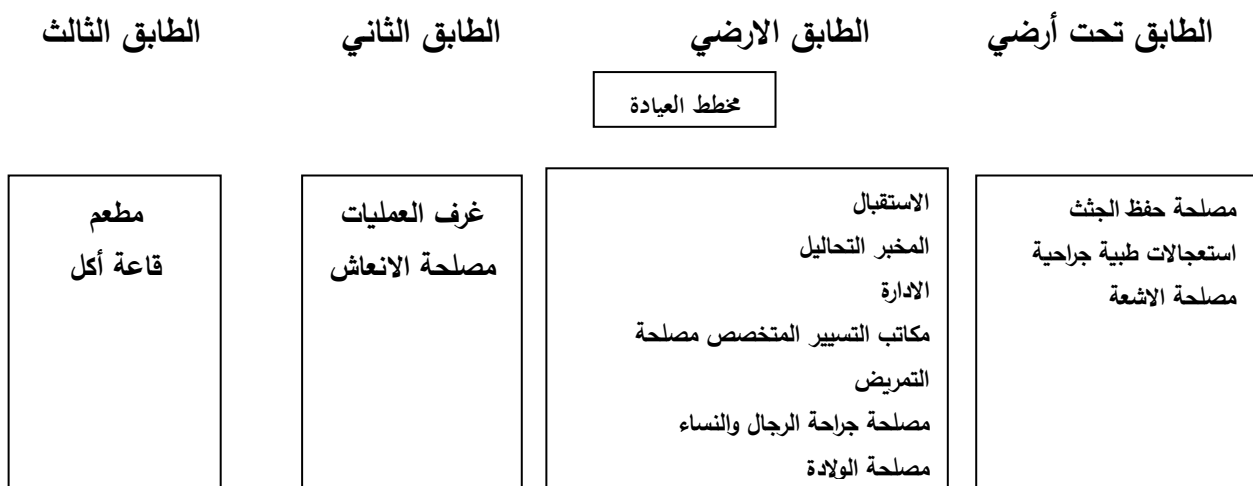 الطابق تحت أرضي
الطابق الارضي
الطابق الثاني
الطابق الثالث
مخطط العيادة
مصلحة حفظ الجثث
استعجالات طبية جراحية
مصلحة الاشعة
الاستقبال
المخبر التحاليل
الادارة
مكاتب التسيير المتخصص مصلحة
التمريض
مصلحة جراحة الرجال والنساء
مصلحة الولادة
غرف العمليات
مصلحة الانعاش
مطعم
قاعة أكل